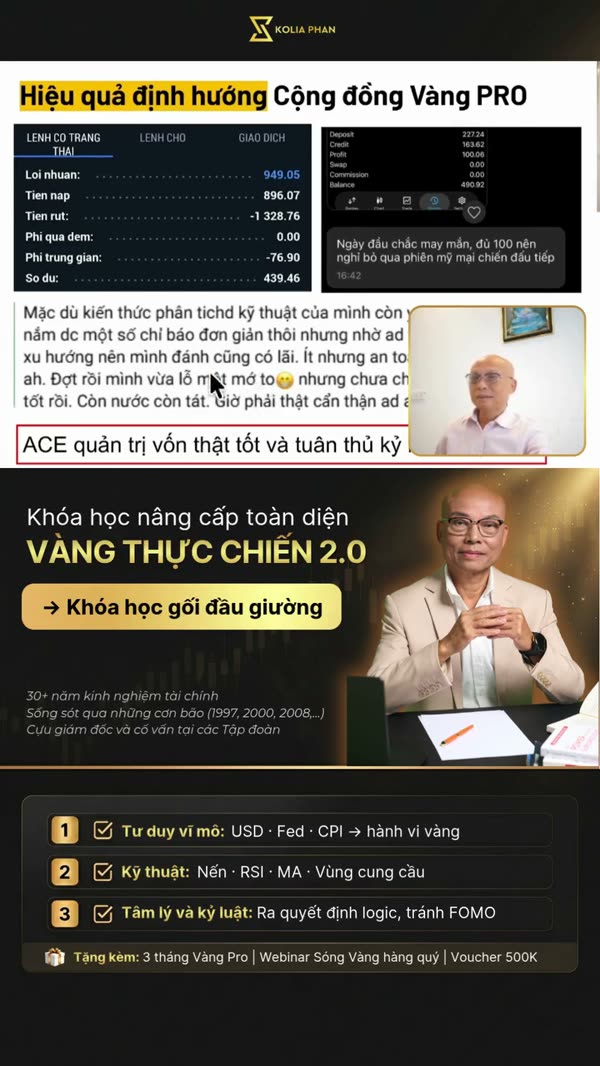 KOLIA PHAN
Hiệu quả định hướng Cộng đồng Vàng PRO
LENH CO TRANG THAI
LENH CHO
GIAO DICH
Loi nhuan: 949.05
Tien nap 896.07
Tien rut: -1 328.76
Phi qua dem: 0.00
Phi trung gian: -76.90
So du: 439.46
Deposit 227.24
Credit 163.62
Profit 100.06
Swap 0.00
Commission 0.00
Balance 490.92
Ngày đầu chắc may mắn, đủ 100 nên
nghỉ bỏ qua phiên mỹ mại chiến đấu tiếp
16:42
Mặc dù kiến thức phân tichd kỹ thuật của mình còn
nắm dc một số chỉ báo đơn giản thôi nhưng nhờ ad
xu hướng nên mình đánh cũng có lãi. Ít nhưng an
ah. Đợt rồi mình vừa lỗ một mớ to🤭 nhưng chưa
tốt rồi. Còn nước còn tát. Giờ phải thật cẩn thận ad
ACE quản trị vốn thật tốt và tuân thủ kỷ
Khóa học nâng cấp toàn diện
VÀNG THỰC CHIẾN 2.0
→ Khóa học gối đầu giường
30+ năm kinh nghiệm tài chính
Sống sót qua những cơn bão (1997, 2000, 2008,...)
Cựu giám đốc và cố vấn tại các Tập đoàn
1 Tư duy vĩ mô: USD · Fed · CPI → hành vi vàng
2 Kỹ thuật: Nến · RSI · MA · Vùng cung cầu
3 Tâm lý và kỷ luật: Ra quyết định logic, tránh FOMO
Tặng kèm: 3 tháng Vàng Pro | Webinar Sóng Vàng hàng quý | Voucher 500K